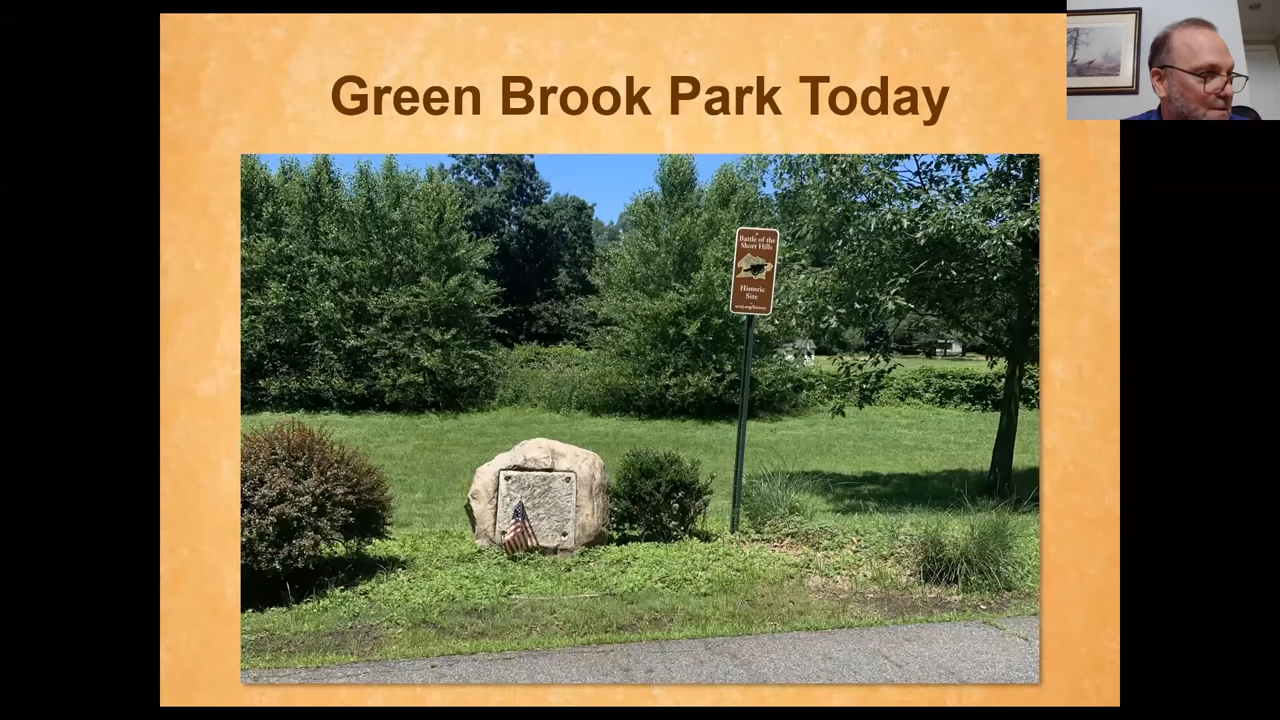 Green Brook Park Today
Battle of the
Short Hills
Historic
Site